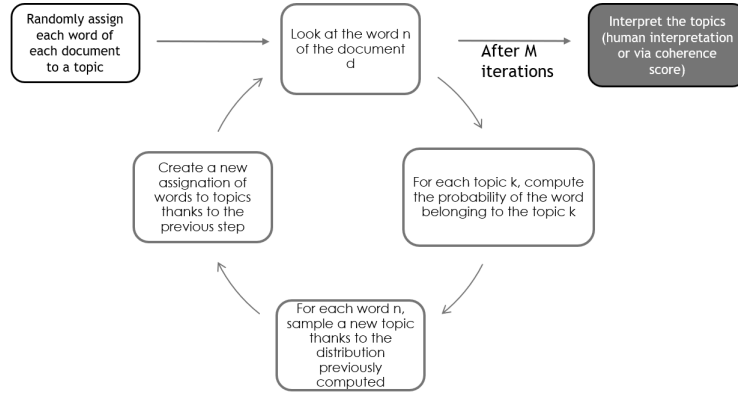 Randomly assign
each word of
each document
to a topic
Look at the word n
of the document
d
After M
iterations
Interpret the topics
(human interpretation
or via coherence
score)
For each topic k, compute
the probability of the word
belonging to the topic k
For each word n,
sample a new topic
thanks to the
distribution
previously
computed
Create a new
assignation of
words to topics
thanks to the
previous step